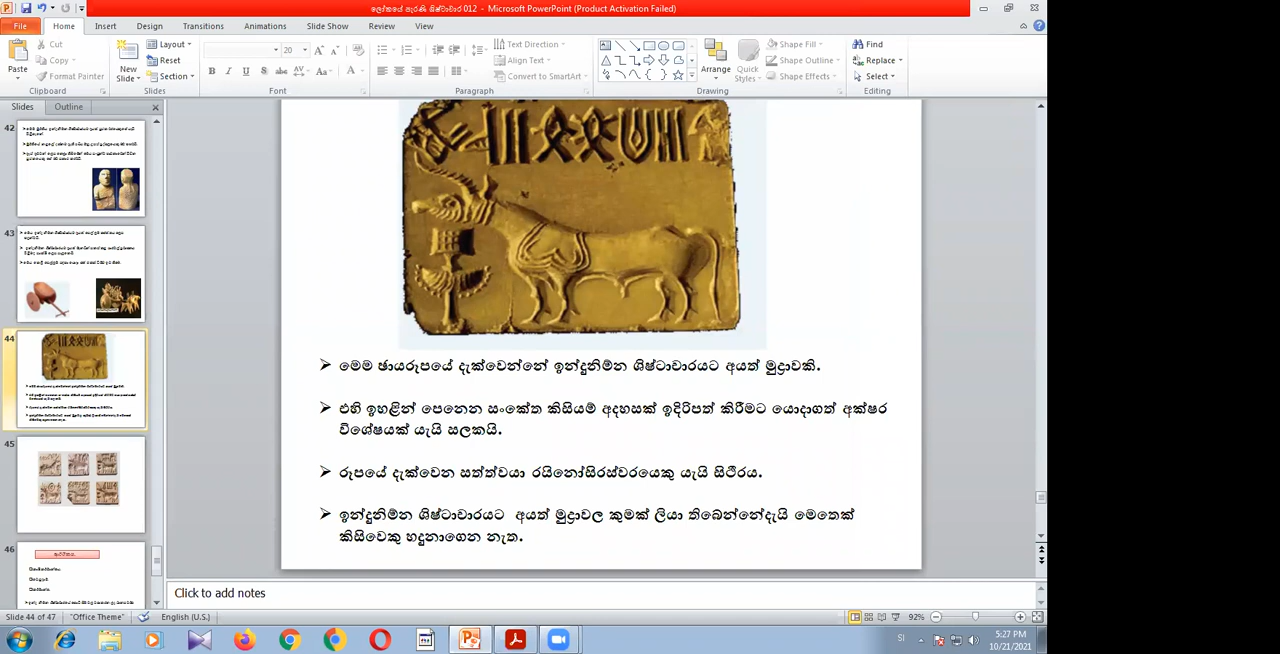 ලෝකයේ පැරණි ශිෂ්ටාචාර 012 - Microsoft PowerPoint (Product Activation Failed)
File Home Insert Design Transitions Animations Slide Show Review View
Paste Cut Copy Format Painter
New Slide Layout Reset Section
20
Text Direction Align Text Convert to SmartArt
Arrange Quick Styles Shape Fill Shape Outline Shape Effects
Find Replace Select
Clipboard Slides Font Paragraph Drawing Editing
Slides Outline
42
43
44
45
46
මෙම ඡායරූපයේ දැක්වෙන්නේ ඉන්දුනිම්න ශිෂ්ටාචාරයට අයත් මුද්‍රාවකි.
එහි ඉහළින් පෙනෙන සංකේත කිසියම් අදහසක් ඉදිරිපත් කිරීමට යොදාගත් අක්ෂර
විශේෂයක් යැයි සලකයි.
රූපයේ දැක්වෙන සත්ත්වයා රයිනෝසිරස්වරයෙකු යැයි සිථිරය.
ඉන්දුනිම්න ශිෂ්ටාචාරයට අයත් මුද්‍රාවල කුමක් ලියා තිබෙන්නේදැයි මෙතෙක්
කිසිවෙකු හදුනාගෙන නැත.
Click to add notes
Slide 44 of 47 "Office Theme" English (U.S.) 92%
SI 5:27 PM
10/21/2021